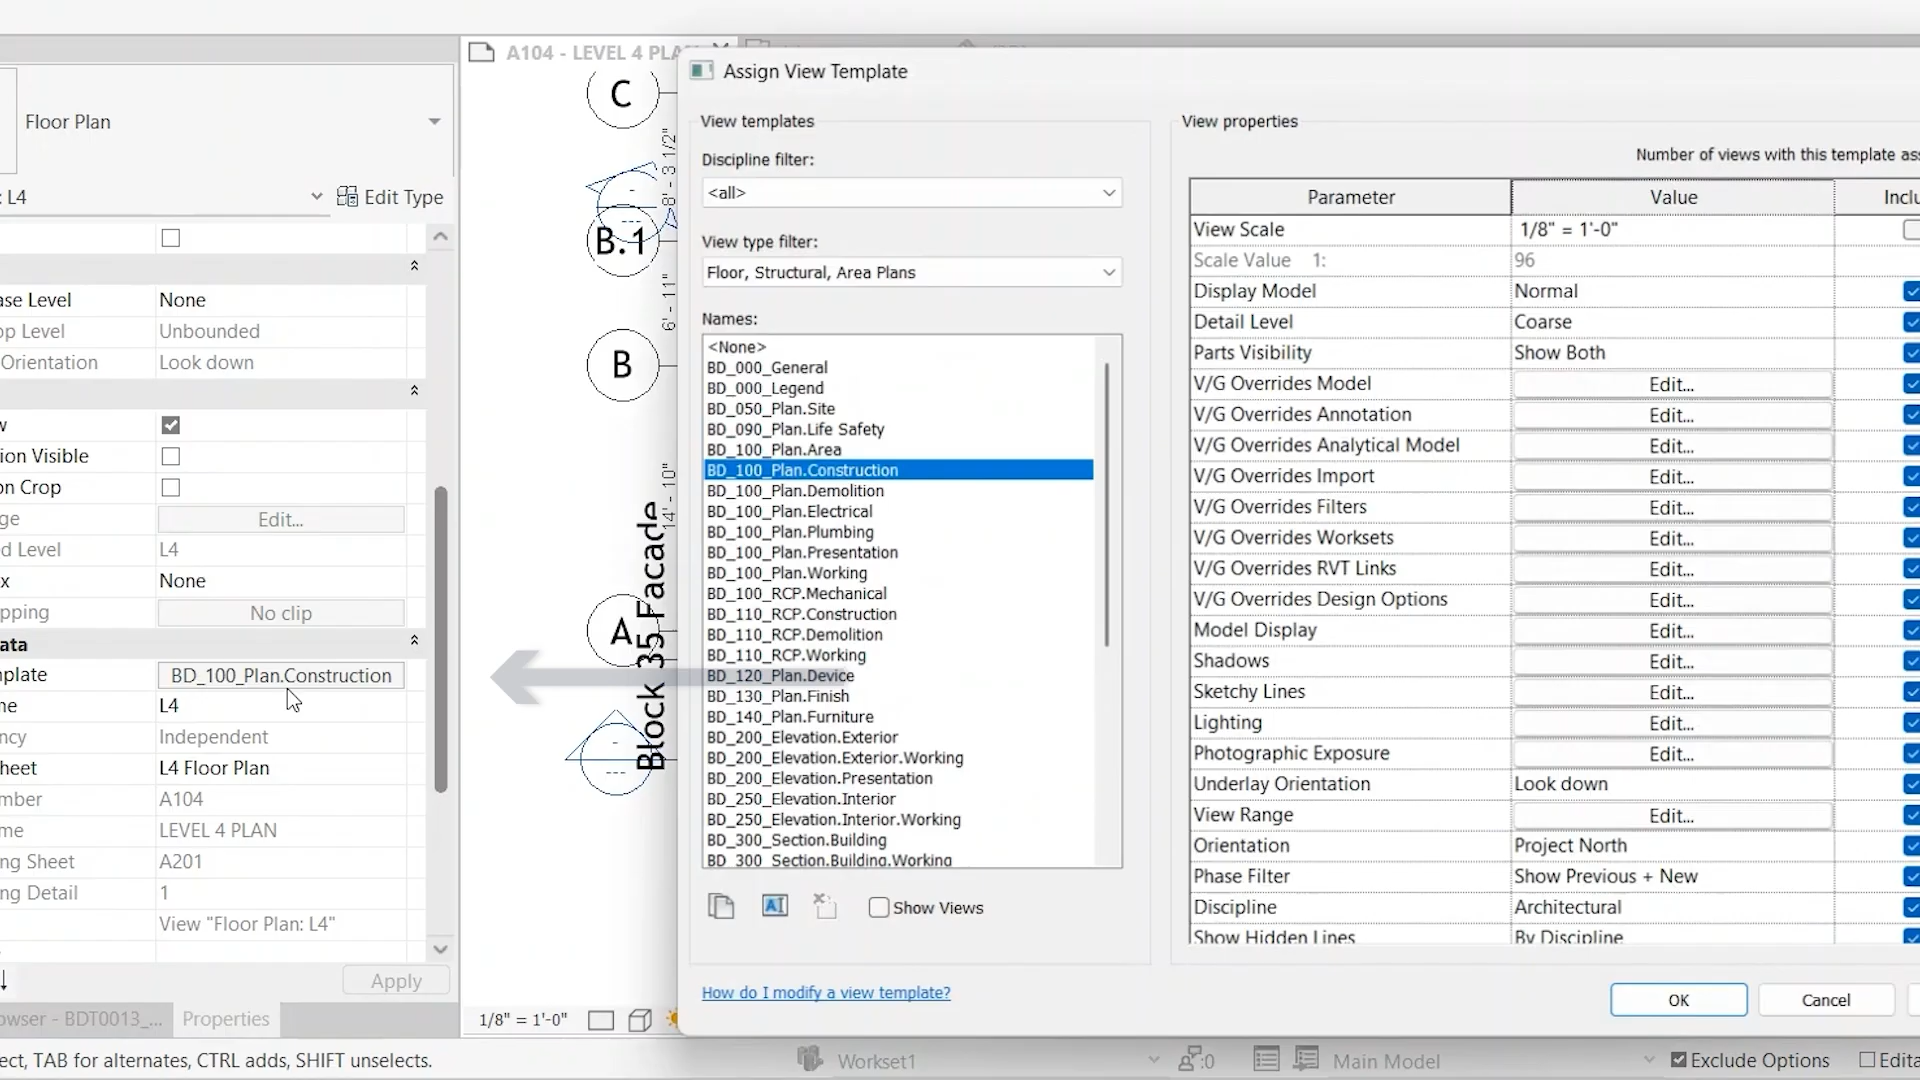 A104 - LEVEL 4 PLA
Floor Plan
: L4
Edit Type
ase Level None
op Level Unbounded
Orientation Look down
w
ion Visible
on Crop
ge Edit...
d Level L4
x None
pping No clip
ata
nplate BD_100_Plan.Construction
ne L4
ncy Independent
heet L4 Floor Plan
mber A104
me LEVEL 4 PLAN
ng Sheet A201
ng Detail 1
View "Floor Plan: L4"
Apply
owser - BDT0013_...
Properties
ect, TAB for alternates, CTRL adds, SHIFT unselects.
C
8' - 3 1/2"
B.1
6' - 11"
B
14' - 10"
A
Block 35 Facade
1/8" = 1'-0"
Assign View Template
View templates
Discipline filter:
<all>
View type filter:
Floor, Structural, Area Plans
Names:
<None>
BD_000_General
BD_000_Legend
BD_050_Plan.Site
BD_090_Plan.Life Safety
BD_100_Plan.Area
BD_100_Plan.Construction
BD_100_Plan.Demolition
BD_100_Plan.Electrical
BD_100_Plan.Plumbing
BD_100_Plan.Presentation
BD_100_Plan.Working
BD_100_RCP.Mechanical
BD_110_RCP.Construction
BD_110_RCP.Demolition
BD_110_RCP.Working
BD_120_Plan.Device
BD_130_Plan.Finish
BD_140_Plan.Furniture
BD_200_Elevation.Exterior
BD_200_Elevation.Exterior.Working
BD_200_Elevation.Presentation
BD_250_Elevation.Interior
BD_250_Elevation.Interior.Working
BD_300_Section.Building
BD_300_Section.Building.Working
Show Views
How do I modify a view template?
View properties
Number of views with this template ass
Parameter Value Inclu
View Scale 1/8" = 1'-0"
Scale Value 1: 96
Display Model Normal
Detail Level Coarse
Parts Visibility Show Both
V/G Overrides Model Edit...
V/G Overrides Annotation Edit...
V/G Overrides Analytical Model Edit...
V/G Overrides Import Edit...
V/G Overrides Filters Edit...
V/G Overrides Worksets Edit...
V/G Overrides RVT Links Edit...
V/G Overrides Design Options Edit...
Model Display Edit...
Shadows Edit...
Sketchy Lines Edit...
Lighting Edit...
Photographic Exposure Edit...
Underlay Orientation Look down
View Range Edit...
Orientation Project North
Phase Filter Show Previous + New
Discipline Architectural
Show Hidden Lines By Discipline
OK
Cancel
Workset1
:0
Main Model
Exclude Options
Edita